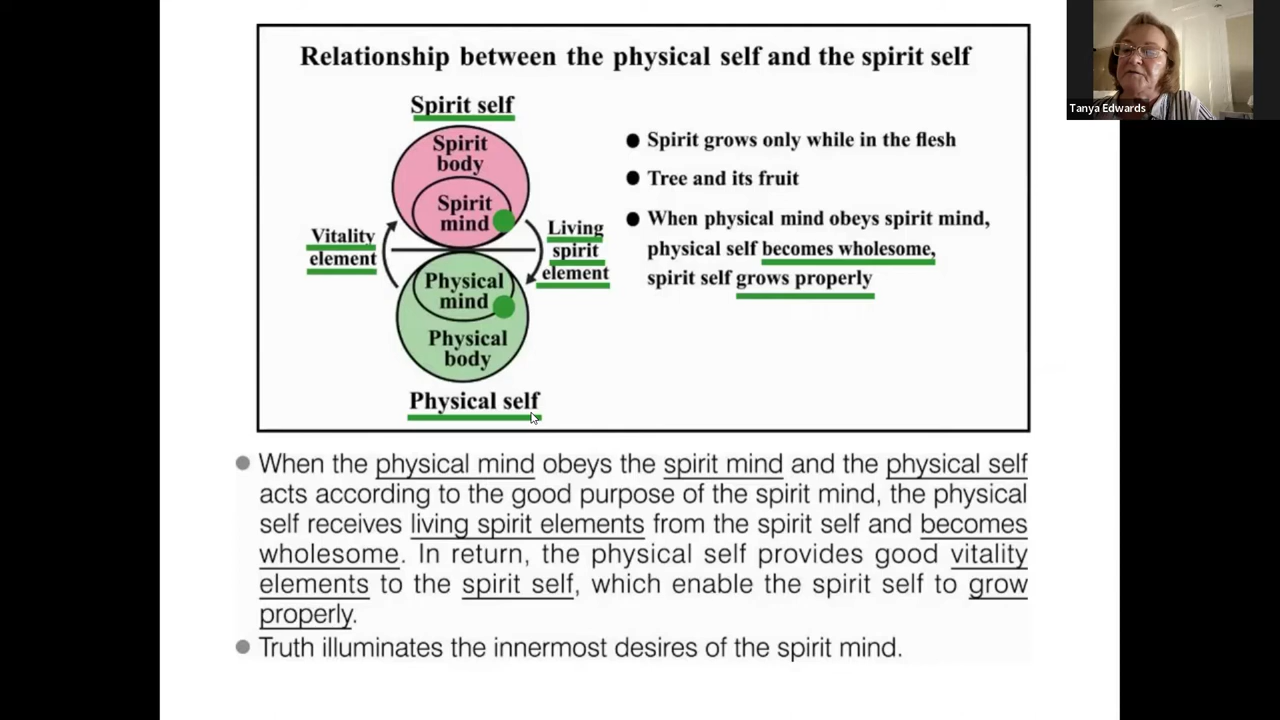 Relationship between the physical self and the spirit self
Spirit self
Spirit
body
Spirit
mind
Vitality
element
Living
spirit
element
Physical
mind
Physical
body
Physical self
● Spirit grows only while in the flesh
● Tree and its fruit
● When physical mind obeys spirit mind,
physical self becomes wholesome,
spirit self grows properly
● When the physical mind obeys the spirit mind and the physical self
acts according to the good purpose of the spirit mind, the physical
self receives living spirit elements from the spirit self and becomes
wholesome. In return, the physical self provides good vitality
elements to the spirit self, which enable the spirit self to grow
properly.
● Truth illuminates the innermost desires of the spirit mind.
Tanya Edwards